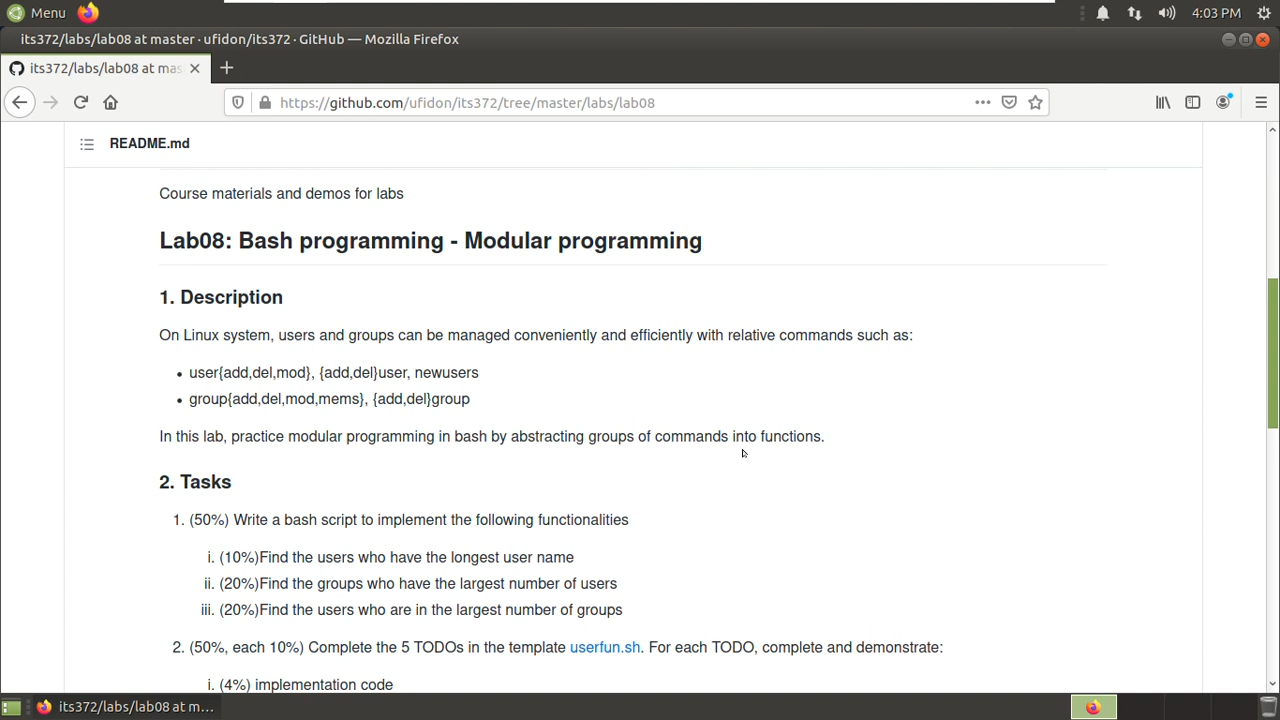 Menu
4:03 PM
its372/labs/lab08 at master · ufidon/its372 · GitHub — Mozilla Firefox
its372/labs/lab08 at mas
https://github.com/ufidon/its372/tree/master/labs/lab08
README.md
Course materials and demos for labs
Lab08: Bash programming - Modular programming
1. Description
On Linux system, users and groups can be managed conveniently and efficiently with relative commands such as:
• user{add,del,mod}, {add,del}user, newusers
• group{add,del,mod,mems}, {add,del}group
In this lab, practice modular programming in bash by abstracting groups of commands into functions.
2. Tasks
1. (50%) Write a bash script to implement the following functionalities
i. (10%)Find the users who have the longest user name
ii. (20%)Find the groups who have the largest number of users
iii. (20%)Find the users who are in the largest number of groups
2. (50%, each 10%) Complete the 5 TODOs in the template userfun.sh. For each TODO, complete and demonstrate:
i. (4%) implementation code
its372/labs/lab08 at m...